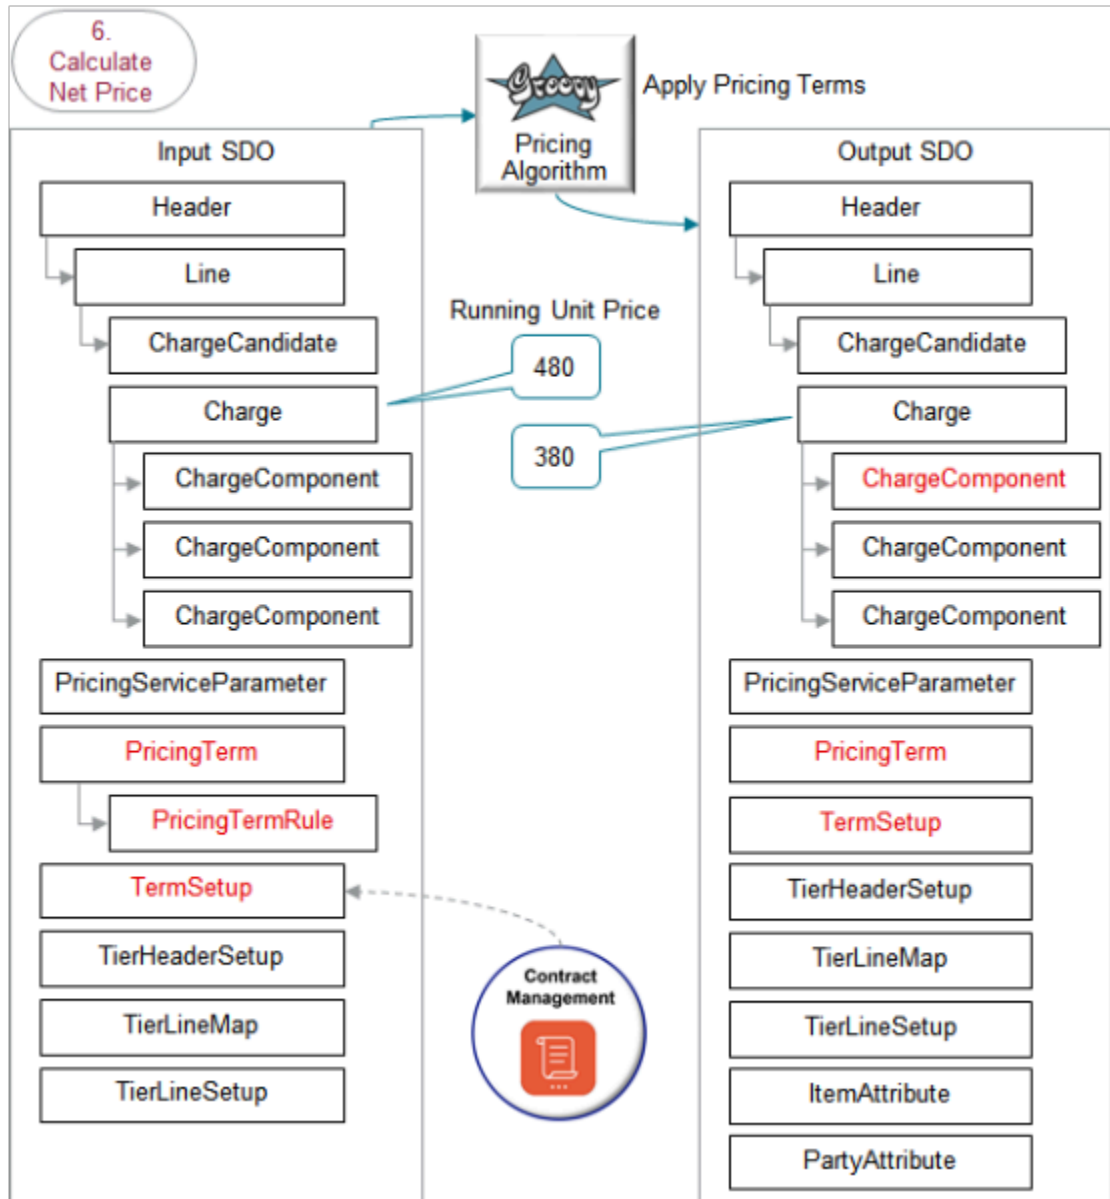 6.
Calculate
Net Price
Groovy
Pricing
Algorithm
Apply Pricing Terms
Input SDO
Header
Line
ChargeCandidate
Charge
ChargeComponent
ChargeComponent
ChargeComponent
PricingServiceParameter
PricingTerm
PricingTermRule
TermSetup
TierHeaderSetup
TierLineMap
TierLineSetup
Running Unit Price
480
380
Contract
Management
Output SDO
Header
Line
ChargeCandidate
Charge
ChargeComponent
ChargeComponent
ChargeComponent
PricingServiceParameter
PricingTerm
TermSetup
TierHeaderSetup
TierLineMap
TierLineSetup
ItemAttribute
PartyAttribute